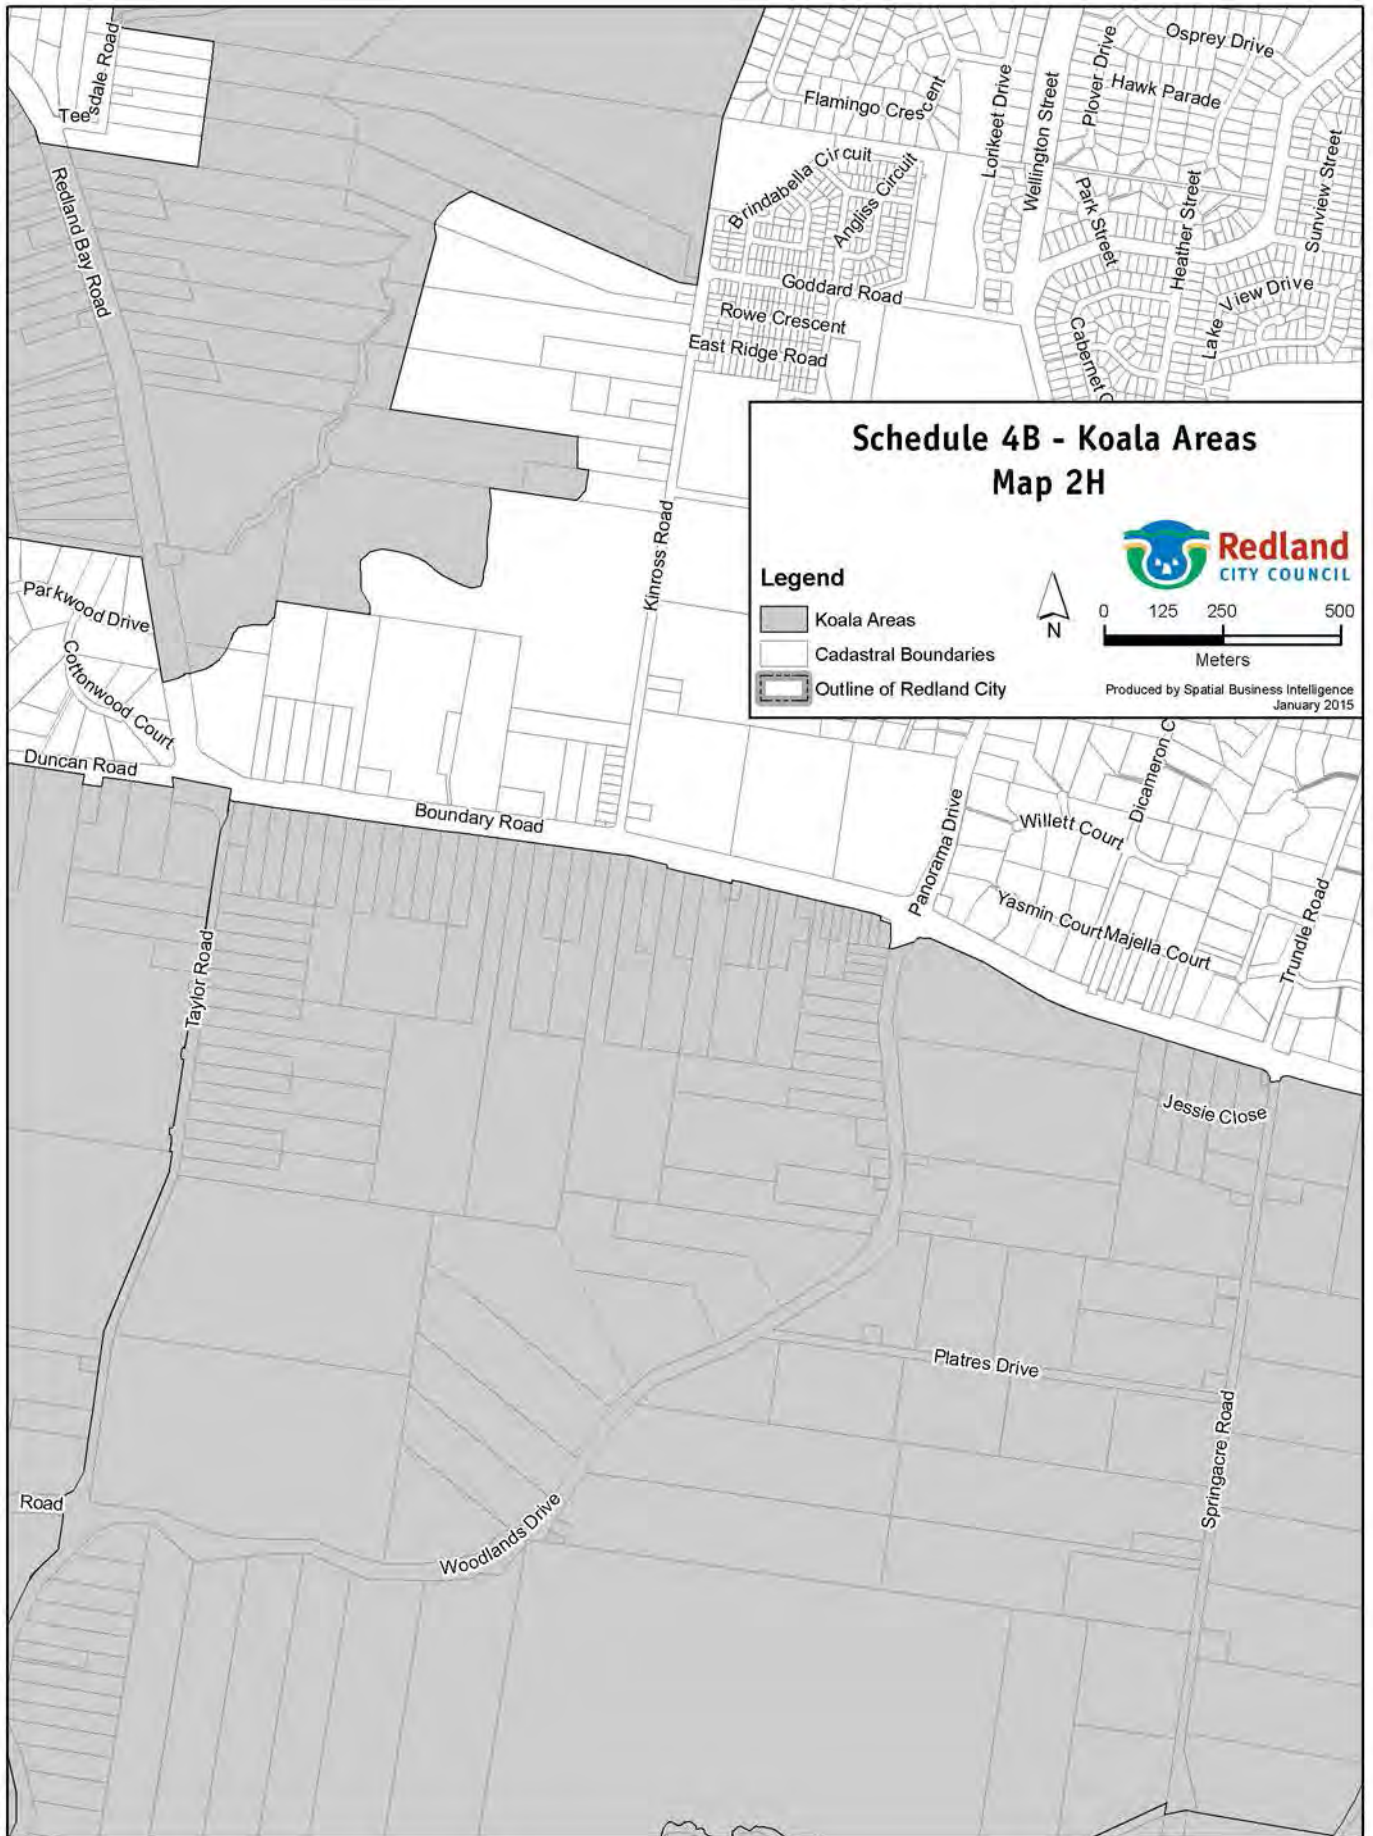 Osprey Drive
Teesdale Road
Plover Drive
Hawk Parade
Flamingo Crescent
Lorikeet Drive
Wellington Street
Sunview Street
Brindabella Circuit
Angliss Circuit
Park Street
Heather Street
Redland Bay Road
Goddard Road
Lake View Drive
Rowe Crescent
East Ridge Road
Cabernet C
Schedule 4B - Koala Areas
Map 2H
Redland
CITY COUNCIL
Legend
Koala Areas
Cadastral Boundaries
Outline of Redland City
N
0 125 250 500
Meters
Produced by Spatial Business Intelligence
January 2015
Kinross Road
Parkwood Drive
Cottonwood Court
Duncan Road
Boundary Road
Panorama Drive
Dicameron C
Willett Court
Yasmin Court
Majella Court
Trundle Road
Taylor Road
Jessie Close
Platres Drive
Springacre Road
Road
Woodlands Drive